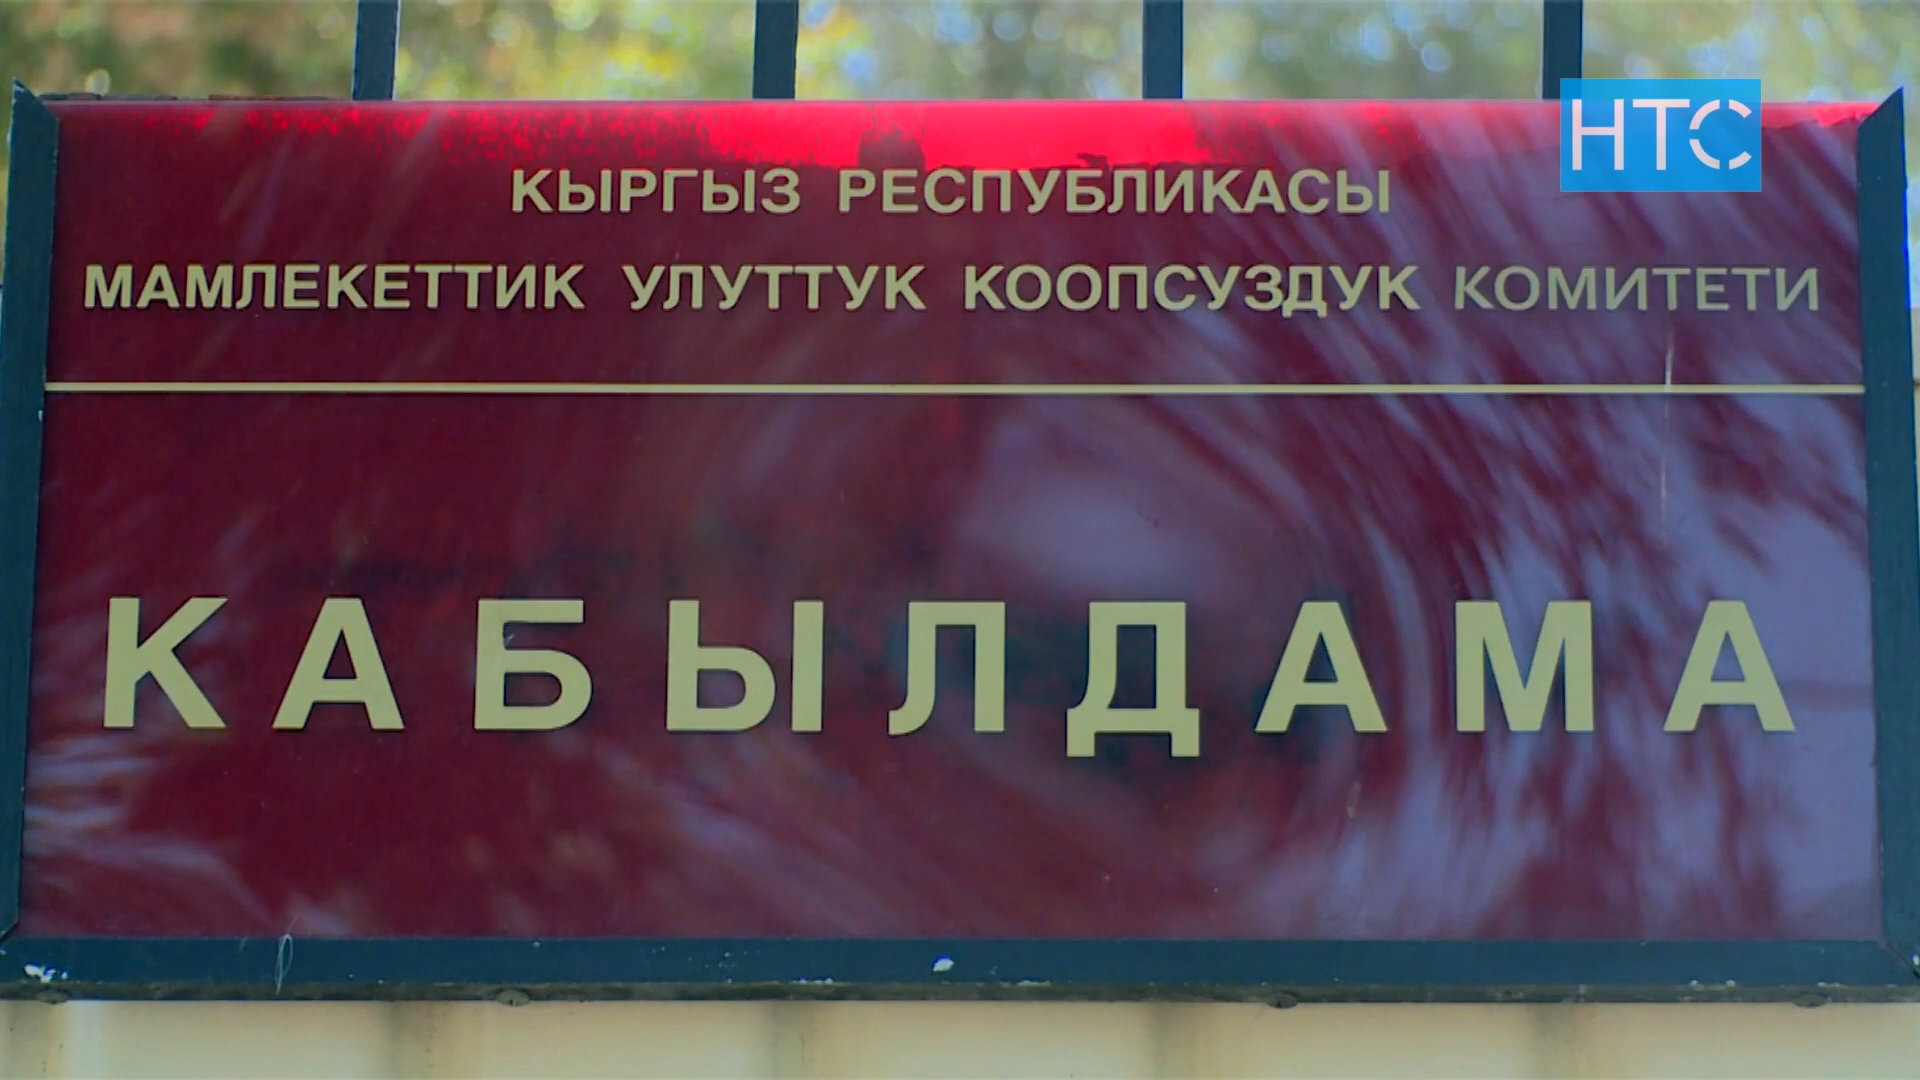 НТС
КЫРГЫЗ РЕСПУБЛИКАСЫ
МАМЛЕКЕТТИК УЛУТТУК КООПСУЗДУК КОМИТЕТИ
КАБЫЛДАМА